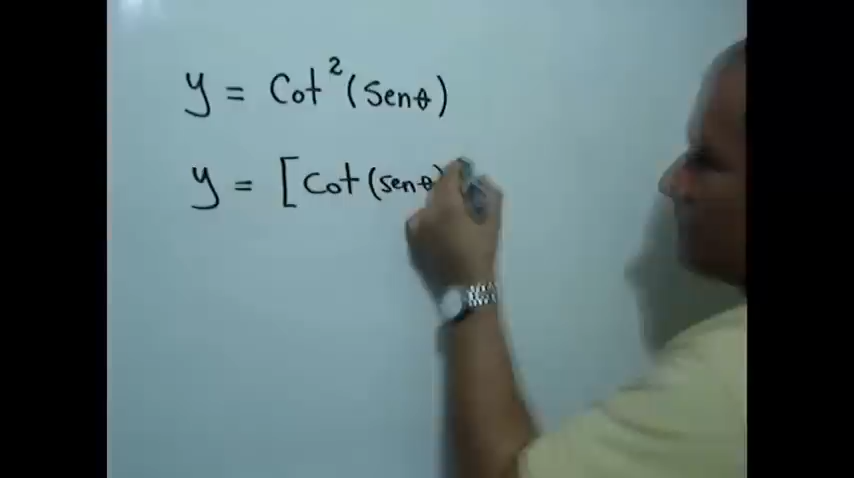 y = Cot²(Senθ)
y = [Cot(senθ)